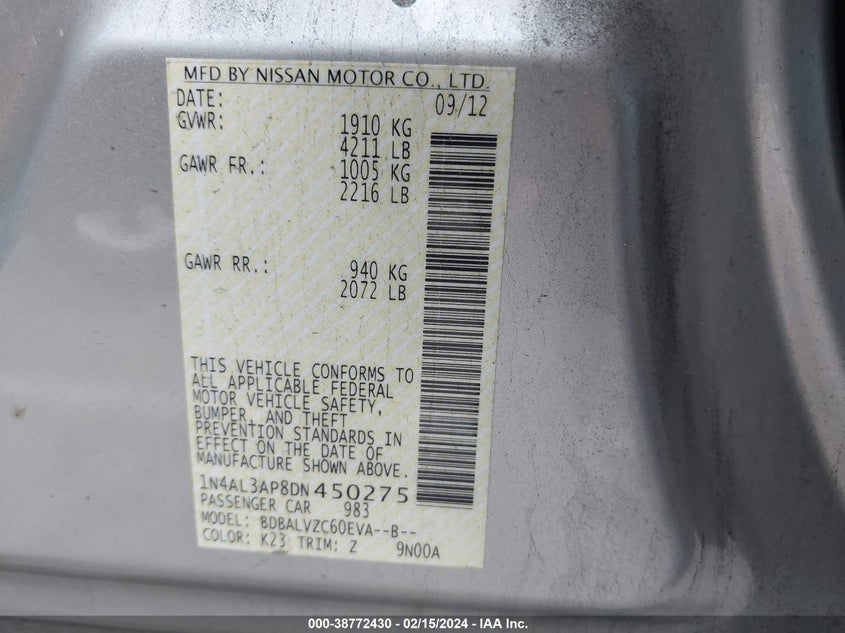 MFD BY NISSAN MOTOR CO., LTD.
DATE: 09/12
GVWR: 1910 KG
4211 LB
GAWR FR.: 1005 KG
2216 LB
GAWR RR.: 940 KG
2072 LB
THIS VEHICLE CONFORMS TO
ALL APPLICABLE FEDERAL
MOTOR VEHICLE SAFETY,
BUMPER, AND THEFT
PREVENTION STANDARDS IN
EFFECT ON THE DATE OF
MANUFACTURE SHOWN ABOVE.
1N4AL3AP8DN450275
PASSENGER CAR 983
MODEL: BDBALVZC60EVA--B--
COLOR: K23 TRIM: Z 9N00A
000-38772430 - 02/15/2024 - IAA Inc.